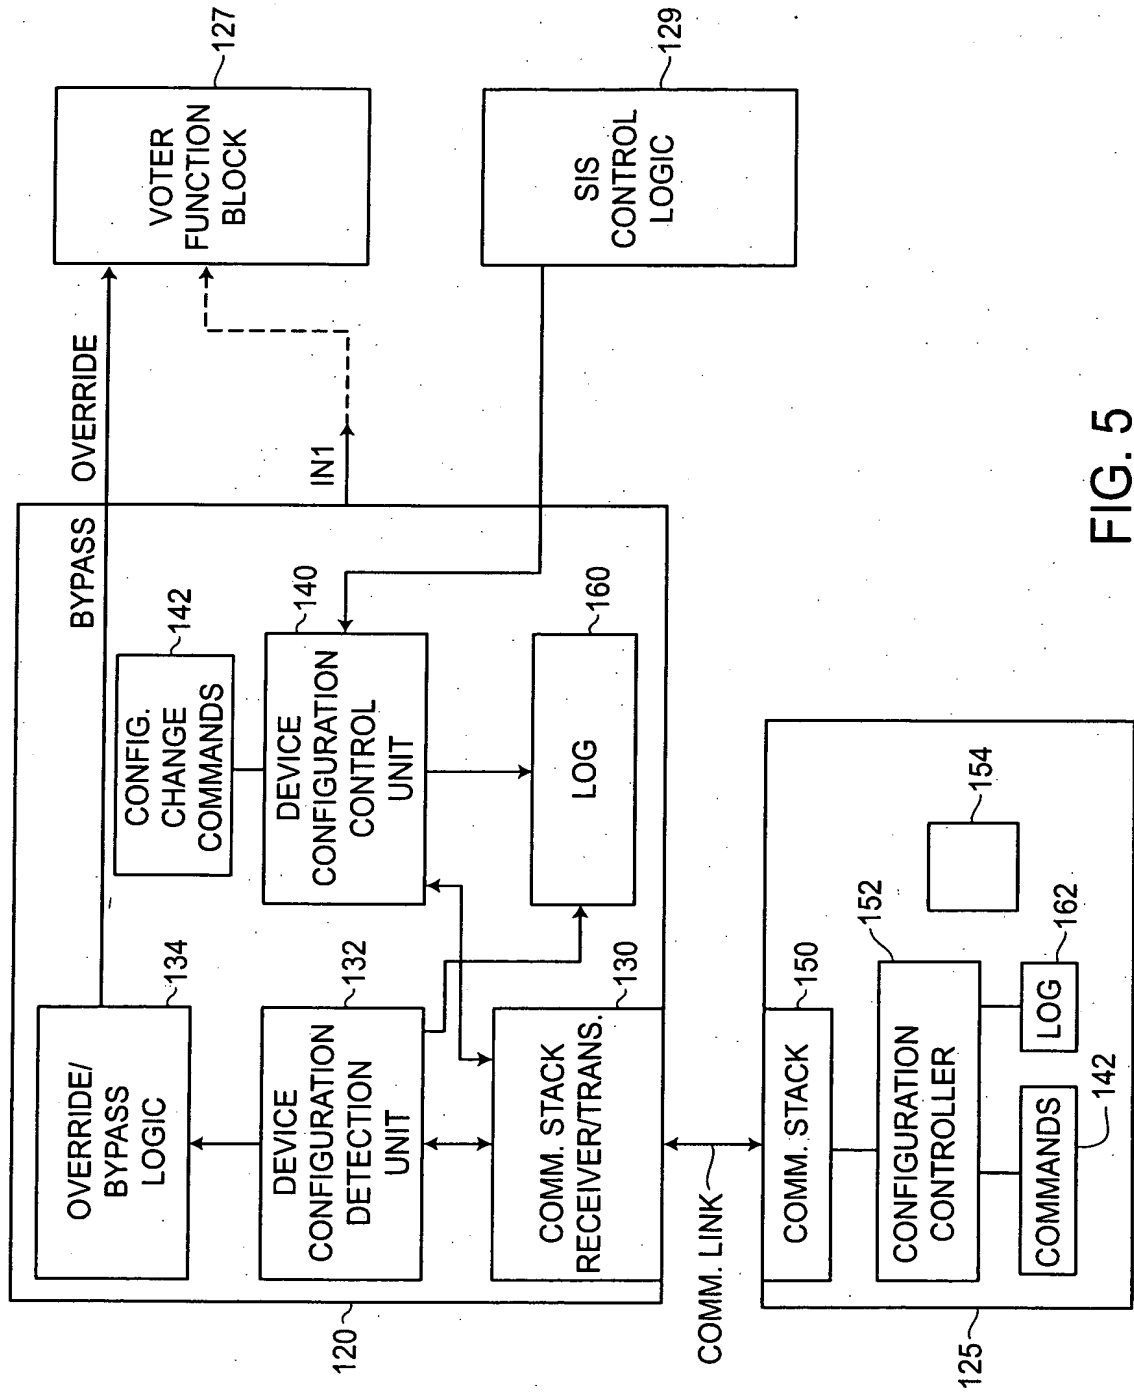 OVERRIDE/
BYPASS
LOGIC
134
BYPASS
OVERRIDE
VOTER
FUNCTION
BLOCK
127
CONFIG.
CHANGE
COMMANDS
142
DEVICE
CONFIGURATION
DETECTION
UNIT
132
DEVICE
CONFIGURATION
CONTROL
UNIT
140
IN1
COMM. STACK
RECEIVER/TRANS.
130
LOG
160
SIS
CONTROL
LOGIC
129
120
COMM. LINK
COMM. STACK
150
CONFIGURATION
CONTROLLER
152
154
COMMANDS
142
LOG
162
125
FIG. 5